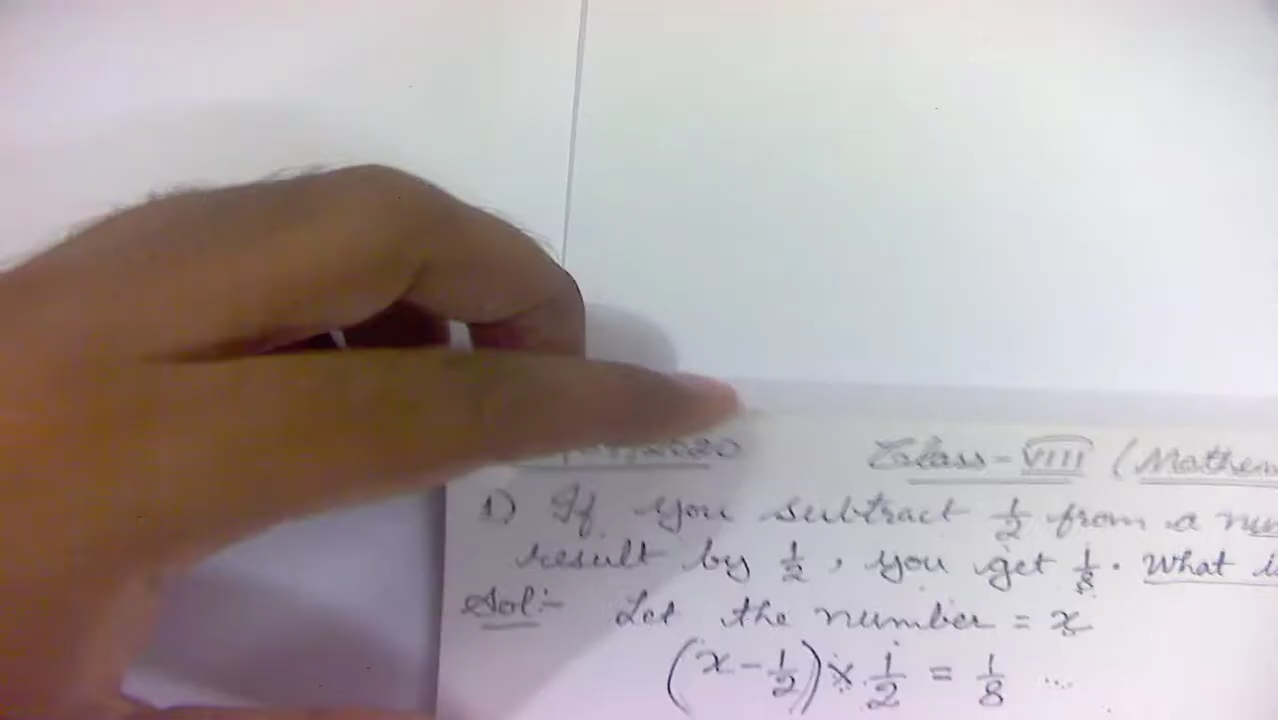 2020 Class - VIII (Mathem
1) If you subtract 1/2 from a nu
result by 1/2, you get 1/8. What i
Sol:- Let the number = x
(x - 1/2) × 1/2 = 1/8 ...